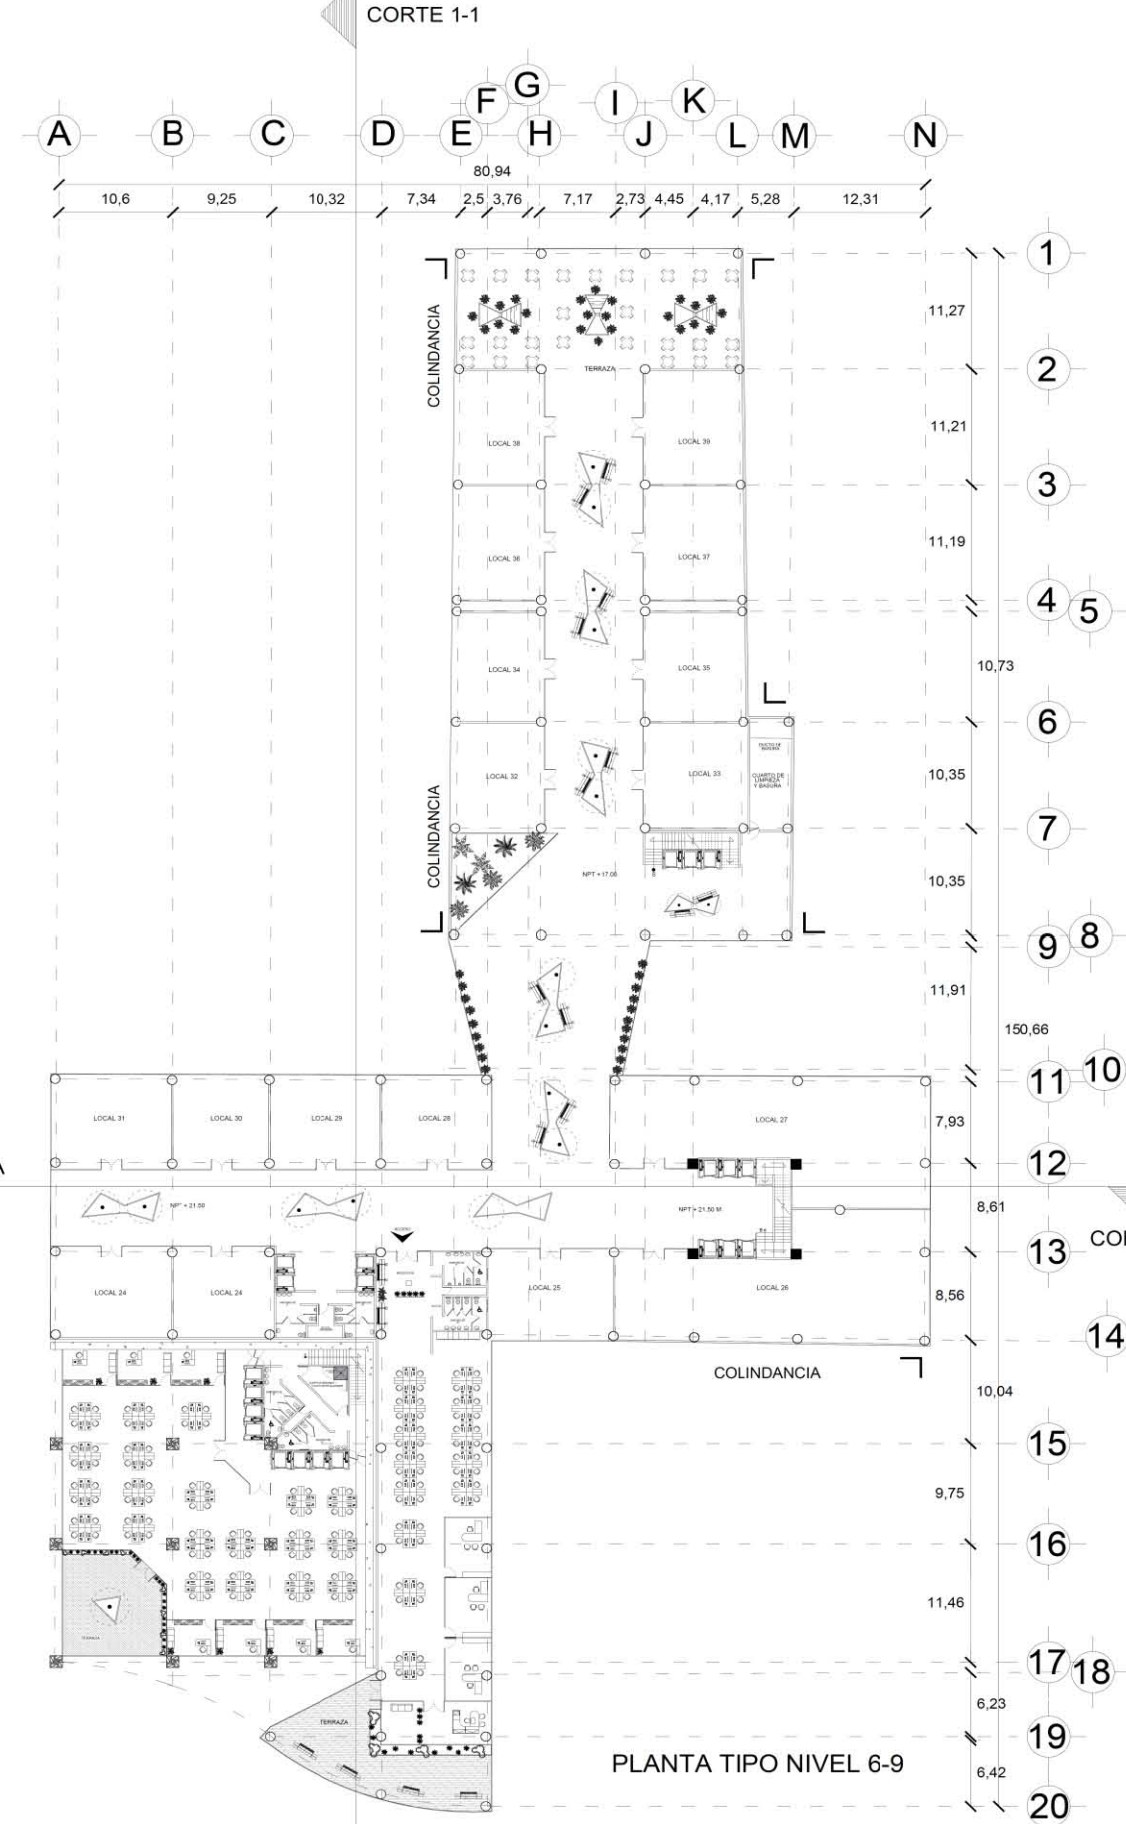 CORTE 1-1
G
F
I
K
A
B
C
D
E
H
J
L
M
N
80,94
10,6
9,25
10,32
7,34
2,5
3,76
7,17
2,73
4,45
4,17
5,28
12,31
1
COLINDANCIA
11,27
2
TERRAZA
11,21
LOCAL 38
LOCAL 39
3
11,19
LOCAL 36
LOCAL 37
4
5
LOCAL 34
LOCAL 35
10,73
6
DUCTO DE
BASURA
LOCAL 32
LOCAL 33
CUARTO DE
LIMPIEZA
Y BASURA
10,35
COLINDANCIA
7
10,35
8
9
11,91
150,66
10
11
LOCAL 31
LOCAL 30
LOCAL 29
LOCAL 28
LOCAL 27
7,93
12
A
NPT + 21.50
NPT + 21.50 M
8,61
13
LOCAL 24
LOCAL 24
LOCAL 25
LOCAL 26
8,56
14
COLINDANCIA
10,04
15
9,75
16
11,46
TERRAZA
17
18
6,23
TERRAZA
19
PLANTA TIPO NIVEL 6-9
6,42
20